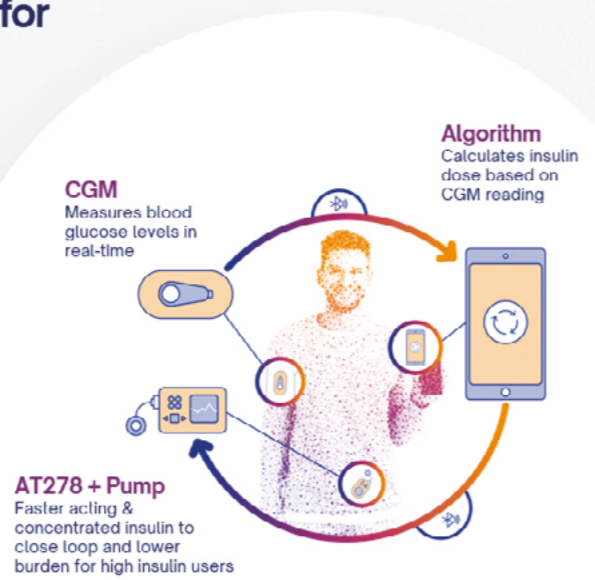 for
Algorithm
Calculates insulin
dose based on
CGM reading
CGM
Measures blood
glucose levels in
real-time
AT278 + Pump
Faster acting &
concentrated insulin to
close loop and lower
burden for high insulin users